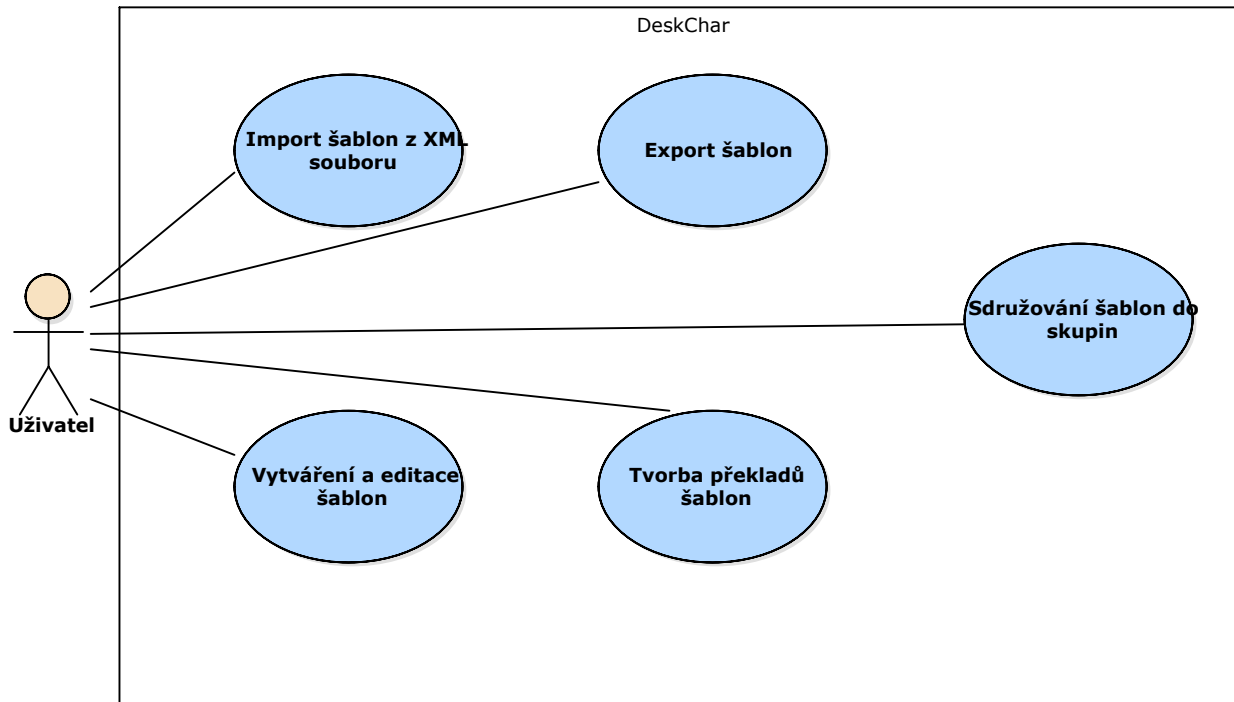 DeskChar
Import šablon z XML
souboru
Export šablon
Sdružování šablon do
skupin
Uživatel
Vytváření a editace
šablon
Tvorba překladů
šablon